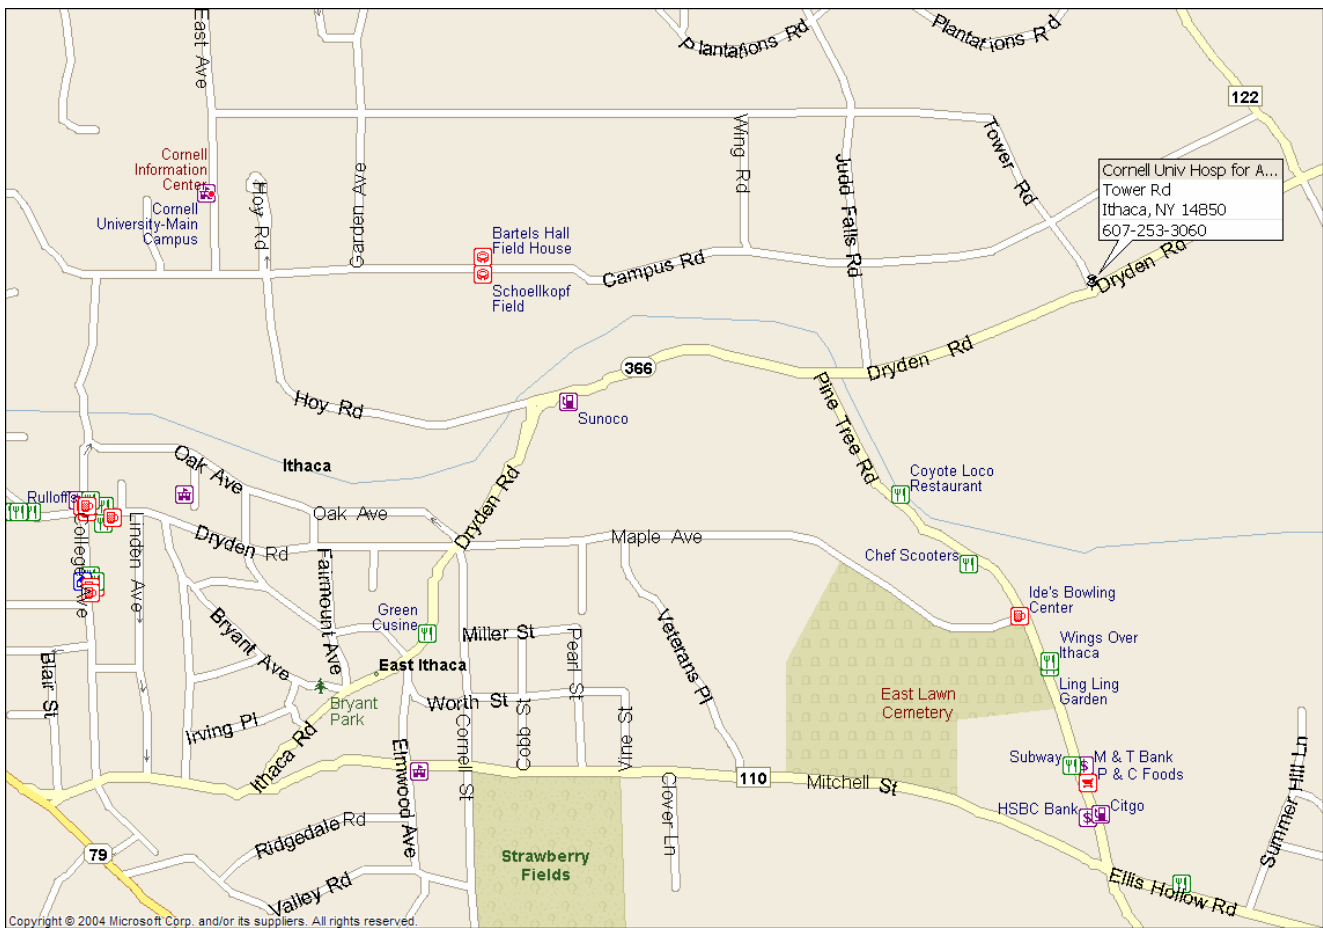 East Ave
Plantations Rd
Plantations Rd
122
Cornell
Information
Center
Cornell
University-Main
Campus
Hoy Rd
Garden Ave
Wing Rd
Judd Falls Rd
Tower Rd
Cornell Univ Hosp for A...
Tower Rd
Ithaca, NY 14850
607-253-3060
Bartels Hall
Field House
Schoellkopf
Field
Campus Rd
Dryden Rd
366
Dryden Rd
Hoy Rd
Sunoco
Pine Tree Rd
Oak Ave
Ithaca
Coyote Loco
Restaurant
Rulloffs
College Ave
Linden Ave
Dryden Rd
Oak Ave
Dryden Rd
Maple Ave
Chef Scooters
Fairmount Ave
Green
Cusine
Miller St
Pearl St
Veterans Pl
Ide's Bowling
Center
Wings Over
Ithaca
Ling Ling
Garden
Bryant Ave
Blair St
East Ithaca
Bryant
Park
Worth St
East Lawn
Cemetery
Irving Pl
Ithaca Rd
Elmwood Ave
Cornell St
Cobb St
Vine St
Clover Ln
110
Mitchell St
Subway
M & T Bank
P & C Foods
HSBC Bank
Citgo
Summer Hill Ln
79
Ridgedale Rd
Valley Rd
Strawberry
Fields
Ellis Hollow Rd
Copyright © 2004 Microsoft Corp. and/or its suppliers. All rights reserved.